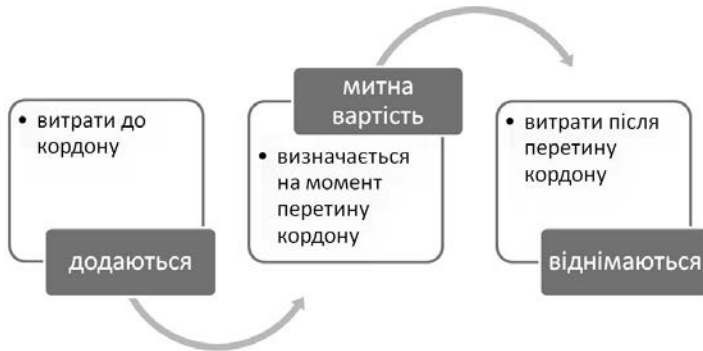 • витрати до
кордону
додаються
митна
вартість
• визначається
на момент
перетину
кордону
• витрати після
перетину
кордону
віднімаються